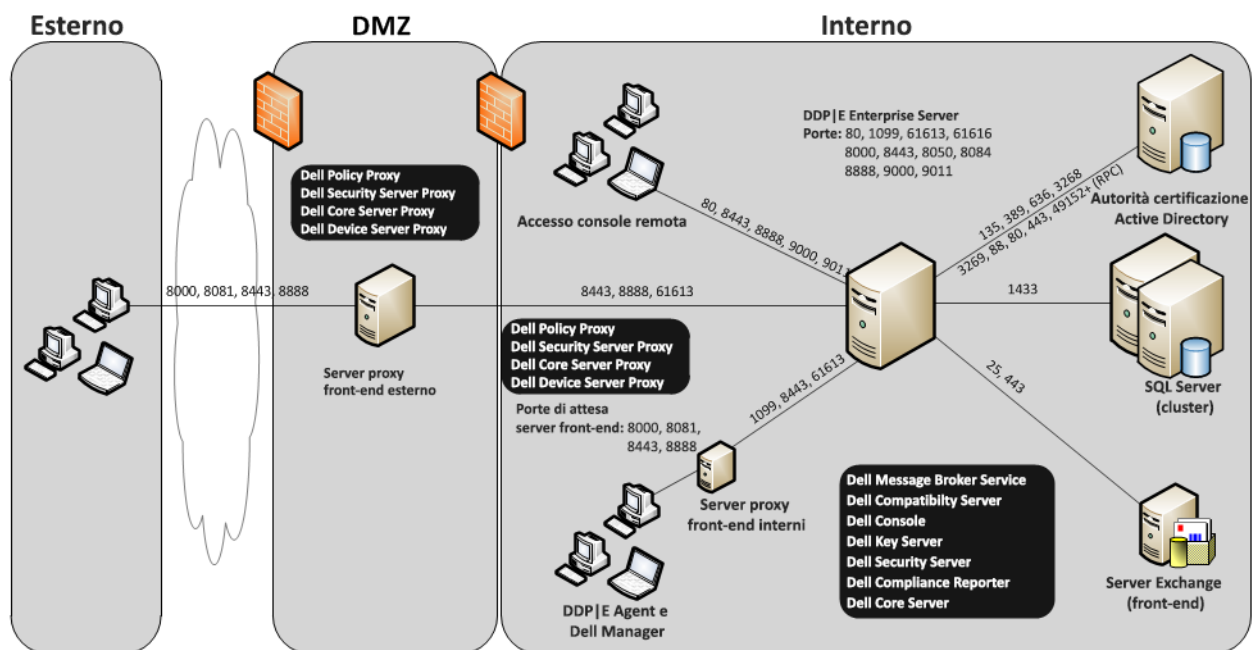 Esterno
DMZ
Interno
Dell Policy Proxy
Dell Security Server Proxy
Dell Core Server Proxy
Dell Device Server Proxy
8000, 8081, 8443, 8888
Server proxy
front-end esterno
Accesso console remota
80, 8443, 8888, 9000, 9011
DDP|E Enterprise Server
Porte: 80, 1099, 61613, 61616
8000, 8443, 8050, 8084
8888, 9000, 9011
135, 389, 636, 3268
3269, 88, 80, 443, 49152+ (RPC)
Autorità certificazione
Active Directory
8443, 8888, 61613
1433
SQL Server
(cluster)
Dell Policy Proxy
Dell Security Server Proxy
Dell Core Server Proxy
Dell Device Server Proxy
Porte di attesa
server front-end: 8000, 8081,
8443, 8888
1099, 8443, 61613
25, 443
Server proxy
front-end interni
DDP|E Agent e
Dell Manager
Dell Message Broker Service
Dell Compatibilty Server
Dell Console
Dell Key Server
Dell Security Server
Dell Compliance Reporter
Dell Core Server
Server Exchange
(front-end)